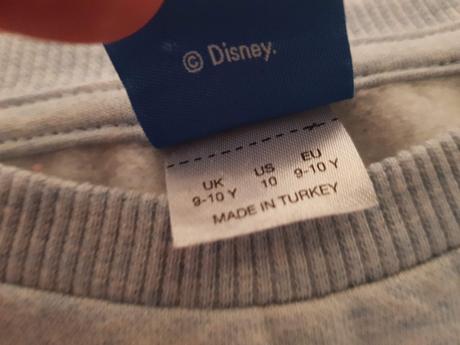 © Disney.
UK US EU
9-10 Y 10 9-10 Y
MADE IN TURKEY